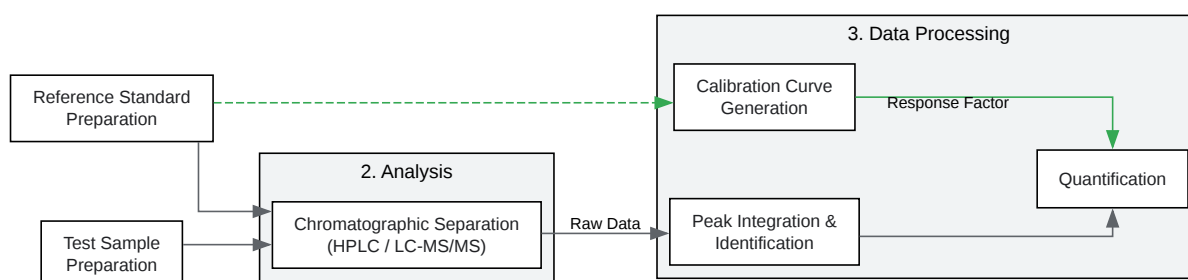 3. Data Processing
Reference Standard
Preparation
Calibration Curve
Generation
Response Factor
2. Analysis
Quantification
Chromatographic Separation
(HPLC / LC-MS/MS)
Raw Data
Peak Integration &
Identification
Test Sample
Preparation